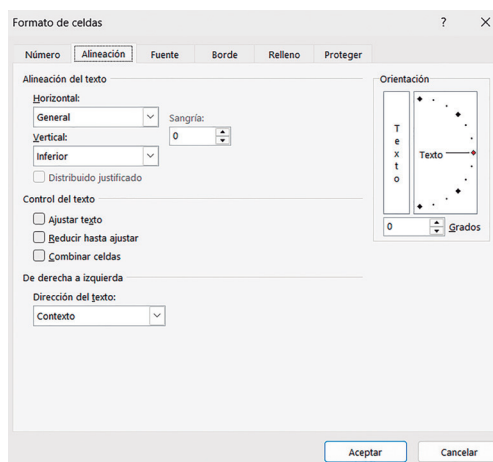 Formato de celdas ? X
Número Alineación Fuente Borde Relleno Proteger
Alineación del texto
Horizontal:
General
Sangría:
Vertical:
0
Inferior
Distribuido justificado
Control del texto
Ajustar texto
Reducir hasta ajustar
Combinar celdas
De derecha a izquierda
Dirección del texto:
Contexto
Orientación
Texto
Texto
0 Grados
Aceptar Cancelar